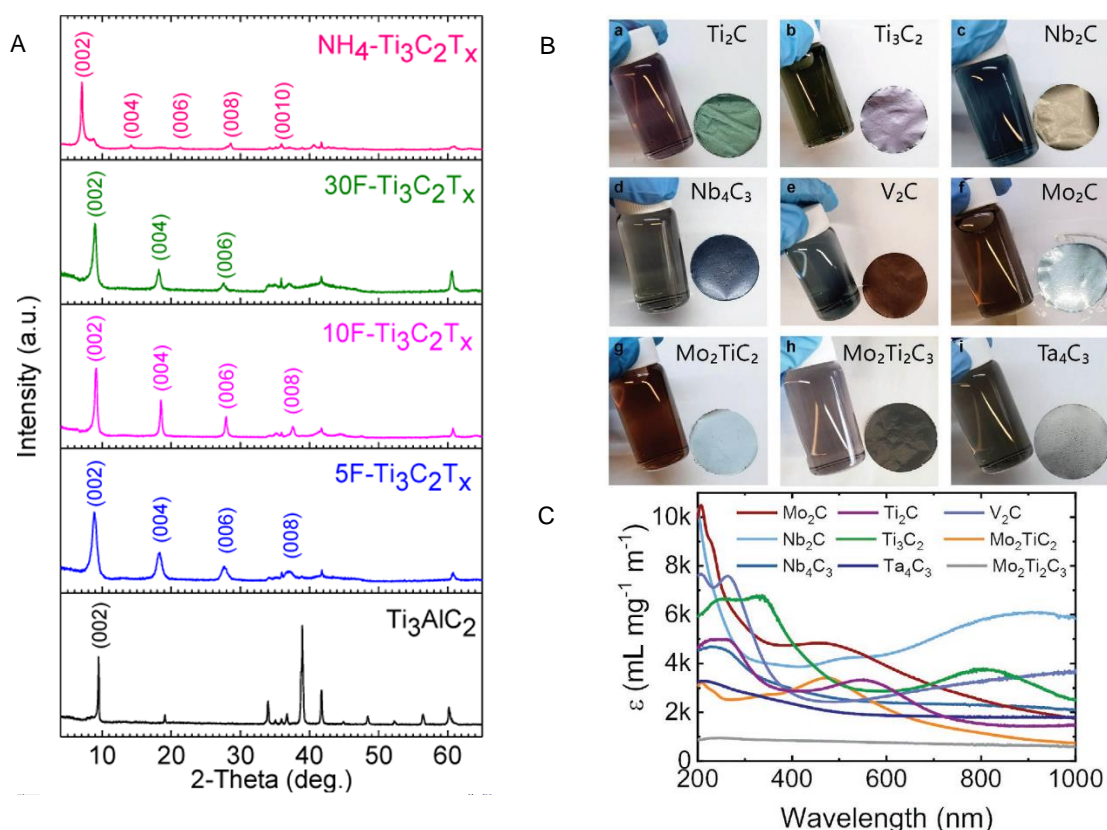 A
NH4-Ti3C2Tx
(002)
(004)
(006)
(008)
(0010)
30F-Ti3C2Tx
(002)
(004)
(006)
10F-Ti3C2Tx
(002)
(004)
(006)
(008)
5F-Ti3C2Tx
(002)
(004)
(006)
(008)
Ti3AlC2
(002)
Intensity (a.u.)
10 20 30 40 50 60
2-Theta (deg.)
B
a Ti2C
b Ti3C2
c Nb2C
d Nb4C3
e V2C
f Mo2C
g Mo2TiC2
h Mo2Ti2C3
i Ta4C3
C
10k
8k
6k
4k
2k
0
ε (mL mg-1 m-1)
Mo2C Ti2C V2C
Nb2C Ti3C2 Mo2TiC2
Nb4C3 Ta4C3 Mo2Ti2C3
200 400 600 800 1000
Wavelength (nm)